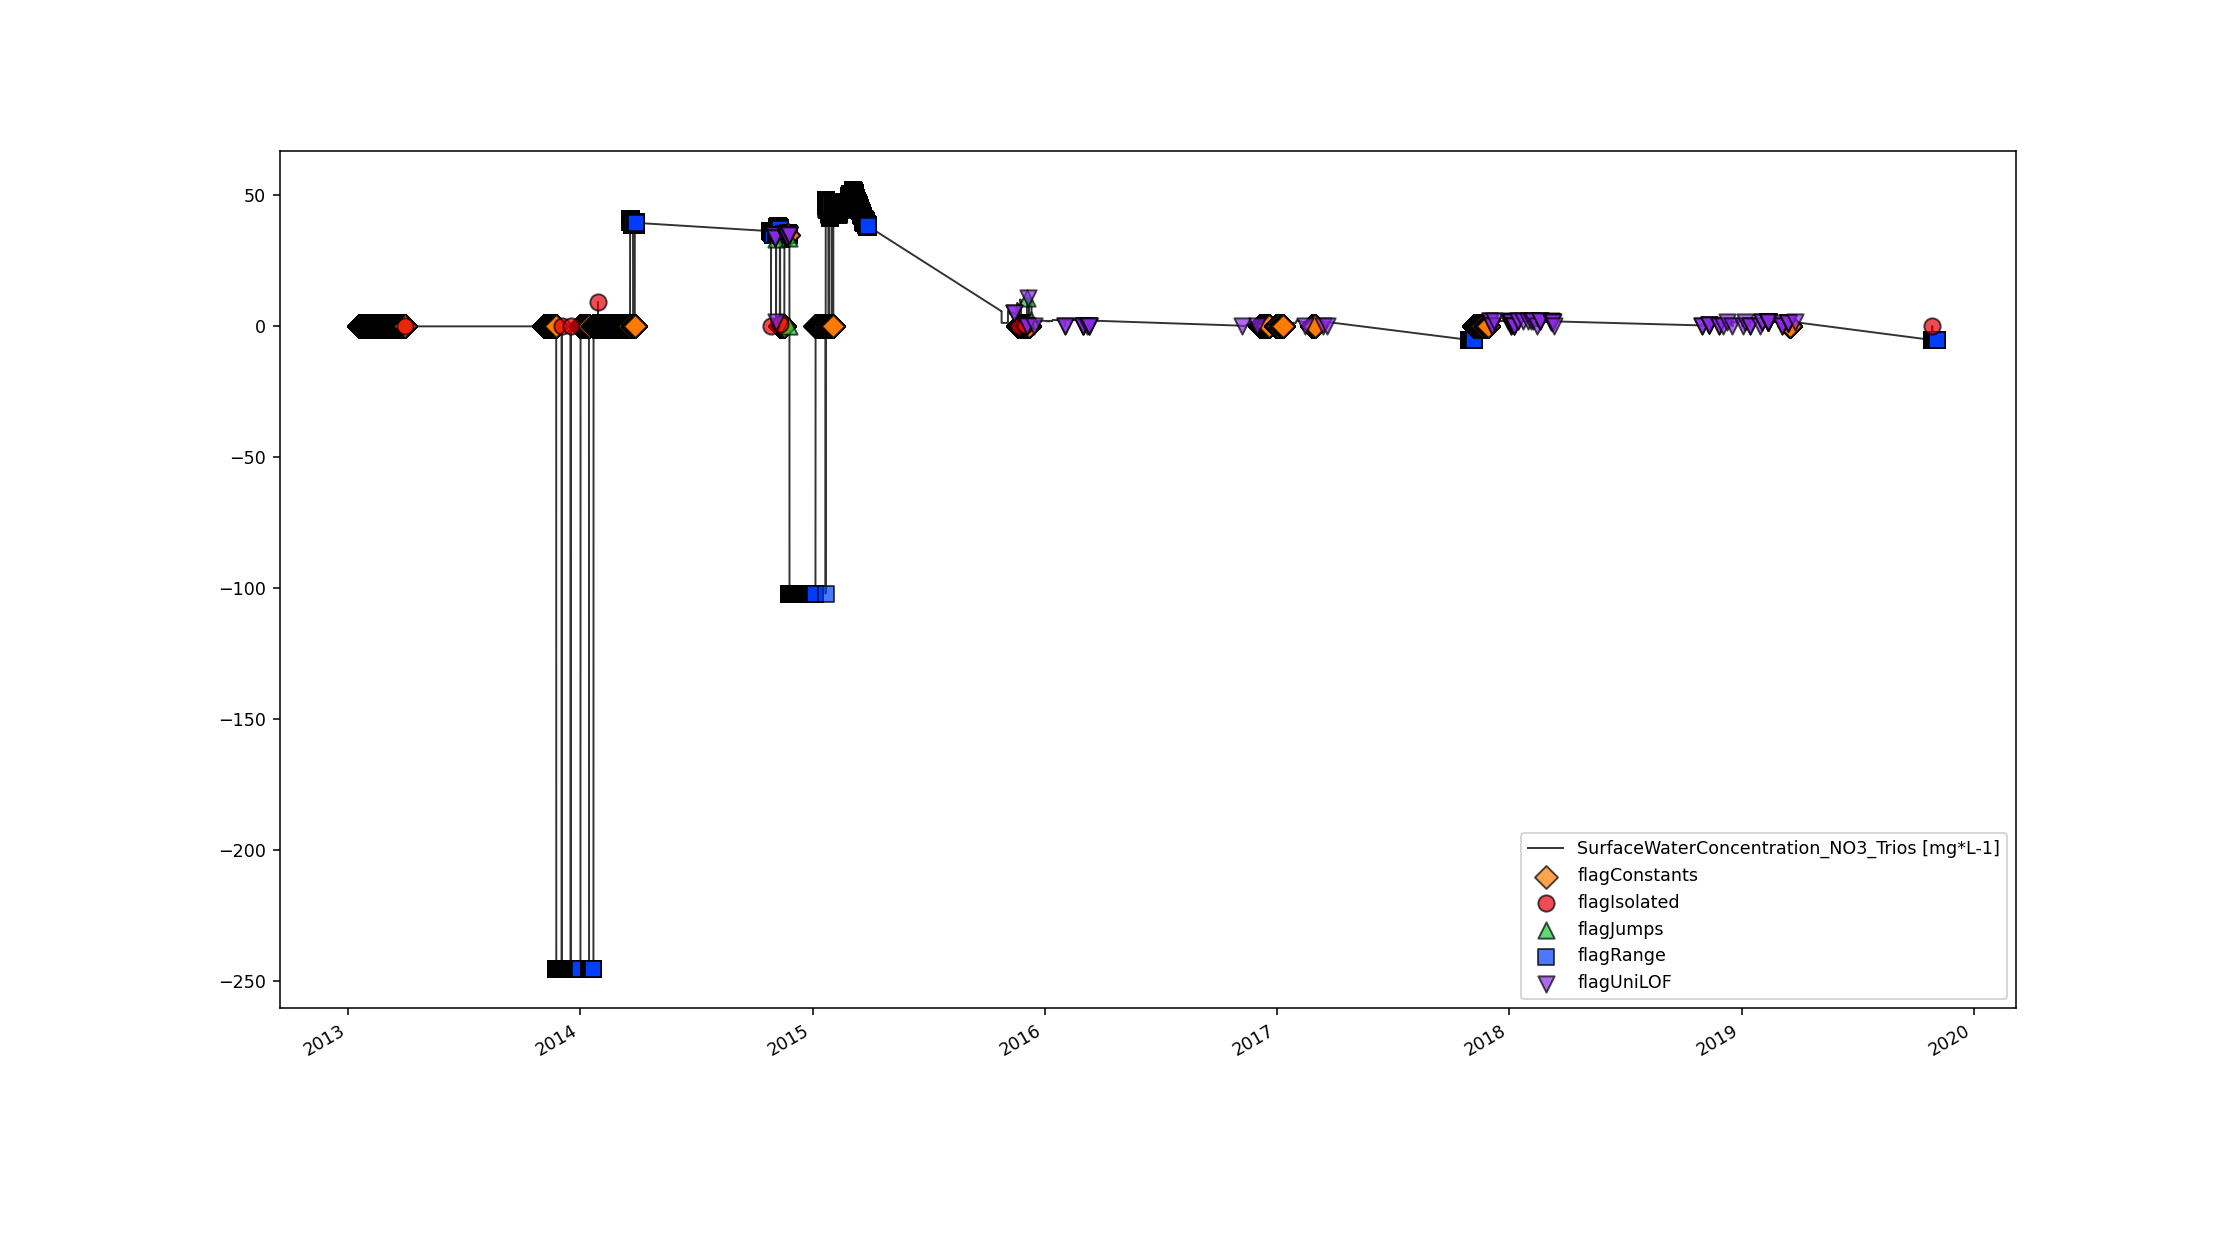 50
0
−50
−100
−150
−200
−250
2013
2014
2015
2016
2017
2018
2019
2020
SurfaceWaterConcentration_NO3_Trios [mg*L-1]
flagConstants
flagIsolated
flagJumps
flagRange
flagUniLOF